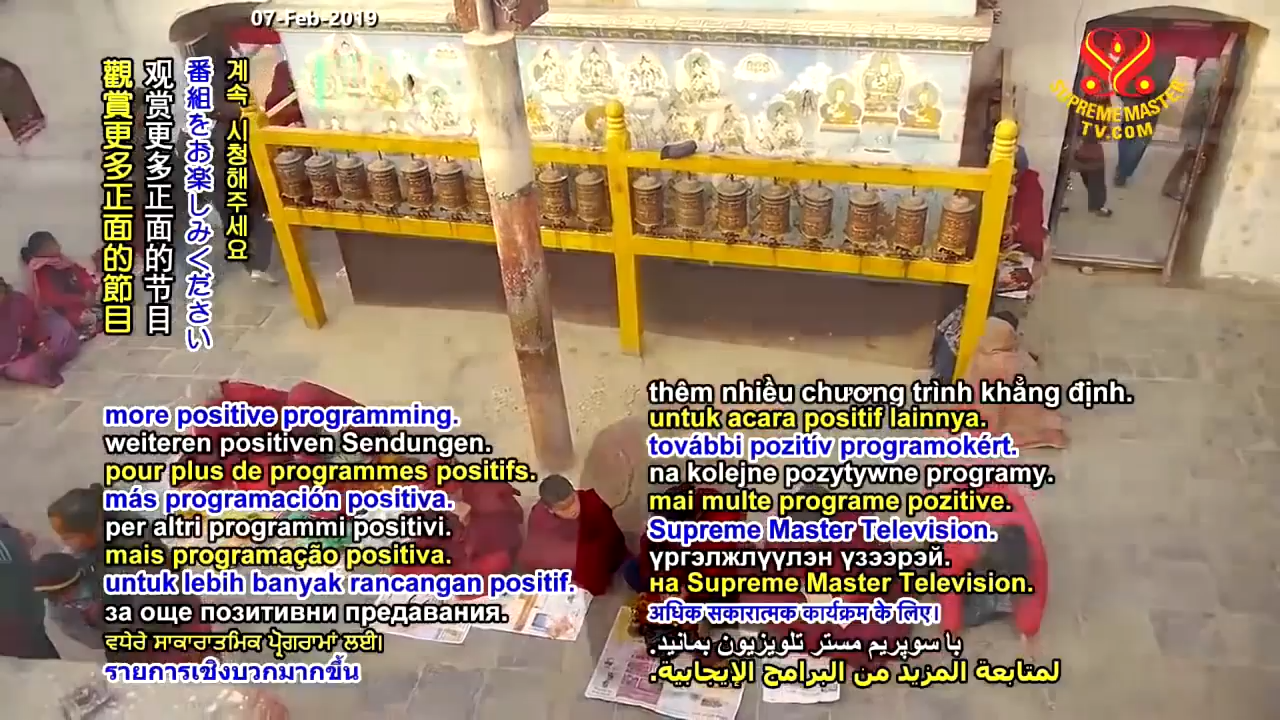 07-Feb-2019
SUPREME MASTER
TV.COM
계속 시청해주세요
番組をお楽しみください
观赏更多正面的节目
觀賞更多正面的節目
more positive programming.
weiteren positiven Sendungen.
pour plus de programmes positifs.
más programación positiva.
per altri programmi positivi.
mais programação positiva.
untuk lebih banyak rancangan positif.
за още позитивни предавания.
ਵਧੇਰੇ ਸਾਕਾਰਾਤਮਿਕ ਪ੍ਰੋਗਰਾਮਾਂ ਲਈ।
รายการเชิงบวกมากขึ้น
thêm nhiều chương trình khẳng định.
untuk acara positif lainnya.
további pozitív programokért.
na kolejne pozytywne programy.
mai multe programe pozitive.
Supreme Master Television.
үргэлжлүүлэн үзээрэй.
на Supreme Master Television.
अधिक सकारात्मक कार्यक्रम के लिए।
با سوپریم مستر تلویزیون بمانید.
لمتابعة المزيد من البرامج الإيجابية.